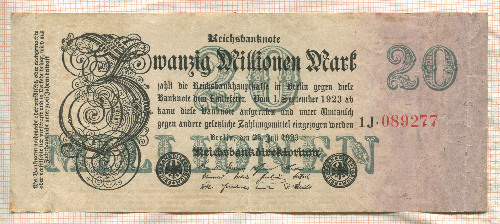 Reichsbanknote
Zwanzig Millionen Mark
20
20
zahlt die Reichsbankhauptkasse in Berlin gegen diese
Banknote dem Einlieferer. Vom 1. September 1923 ab
kann diese Banknote aufgerufen und unter Umtausch
gegen andere gesetzliche Zahlungsmittel eingezogen werden
1J·089277
Berlin, den 25. Juli 1923
Reichsbankdirektorium
MILLIONEN